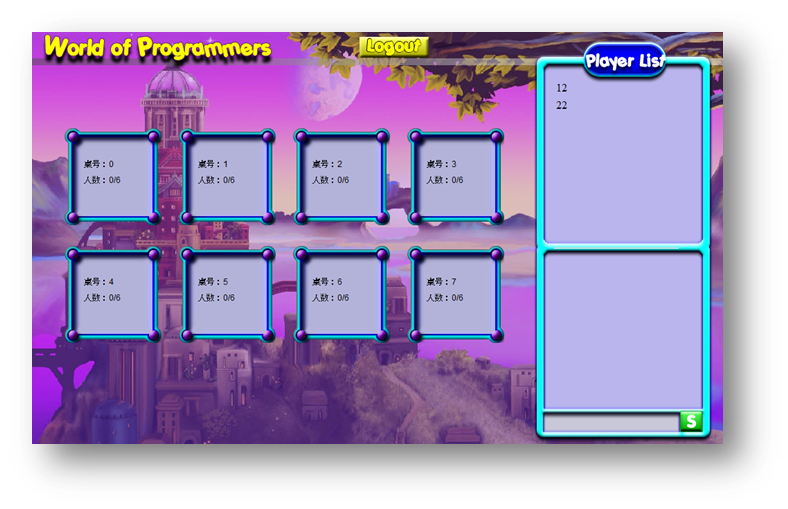 World of Programmers
Logout
Player List
12
22
桌号：0
人数：0/6
桌号：1
人数：0/6
桌号：2
人数：0/6
桌号：3
人数：0/6
桌号：4
人数：0/6
桌号：5
人数：0/6
桌号：6
人数：0/6
桌号：7
人数：0/6
S